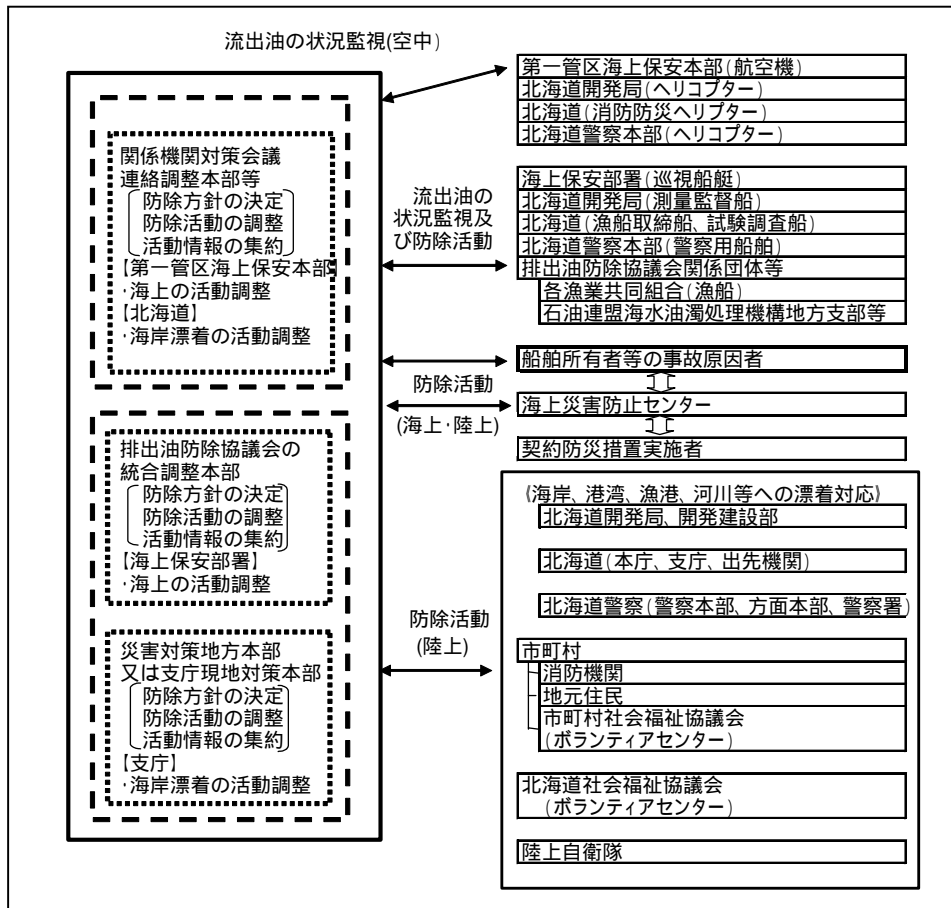 流出油の状況監視(空中)
関係機関対策会議
連絡調整本部等
防除方針の決定
防除活動の調整
活動情報の集約
【第一管区海上保安本部
・海上の活動調整
【北海道】
・海岸漂着の活動調整
排出油防除協議会の
統合調整本部
防除方針の決定
防除活動の調整
活動情報の集約
【海上保安部署】
・海上の活動調整
災害対策地方本部
又は支庁現地対策本部
防除方針の決定
防除活動の調整
活動情報の集約
【支庁】
・海岸漂着の活動調整
流出油の
状況監視及
び防除活動
防除活動
(海上・陸上)
防除活動
(陸上)
第一管区海上保安本部(航空機)
北海道開発局(ヘリコプター)
北海道(消防防災ヘリプター)
北海道警察本部(ヘリコプター)
海上保安部署(巡視船艇)
北海道開発局(測量監督船)
北海道(漁船取締船、試験調査船)
北海道警察本部(警察用船舶)
排出油防除協議会関係団体等
各漁業共同組合(漁船)
石油連盟海水油濁処理機構地方支部等
船舶所有者等の事故原因者
海上災害防止センター
契約防災措置実施者
《海岸、港湾、漁港、河川等への漂着対応》
北海道開発局、開発建設部
北海道(本庁、支庁、出先機関)
北海道警察(警察本部、方面本部、警察署)
市町村
消防機関
地元住民
市町村社会福祉協議会
(ボランティアセンター)
北海道社会福祉協議会
(ボランティアセンター)
陸上自衛隊